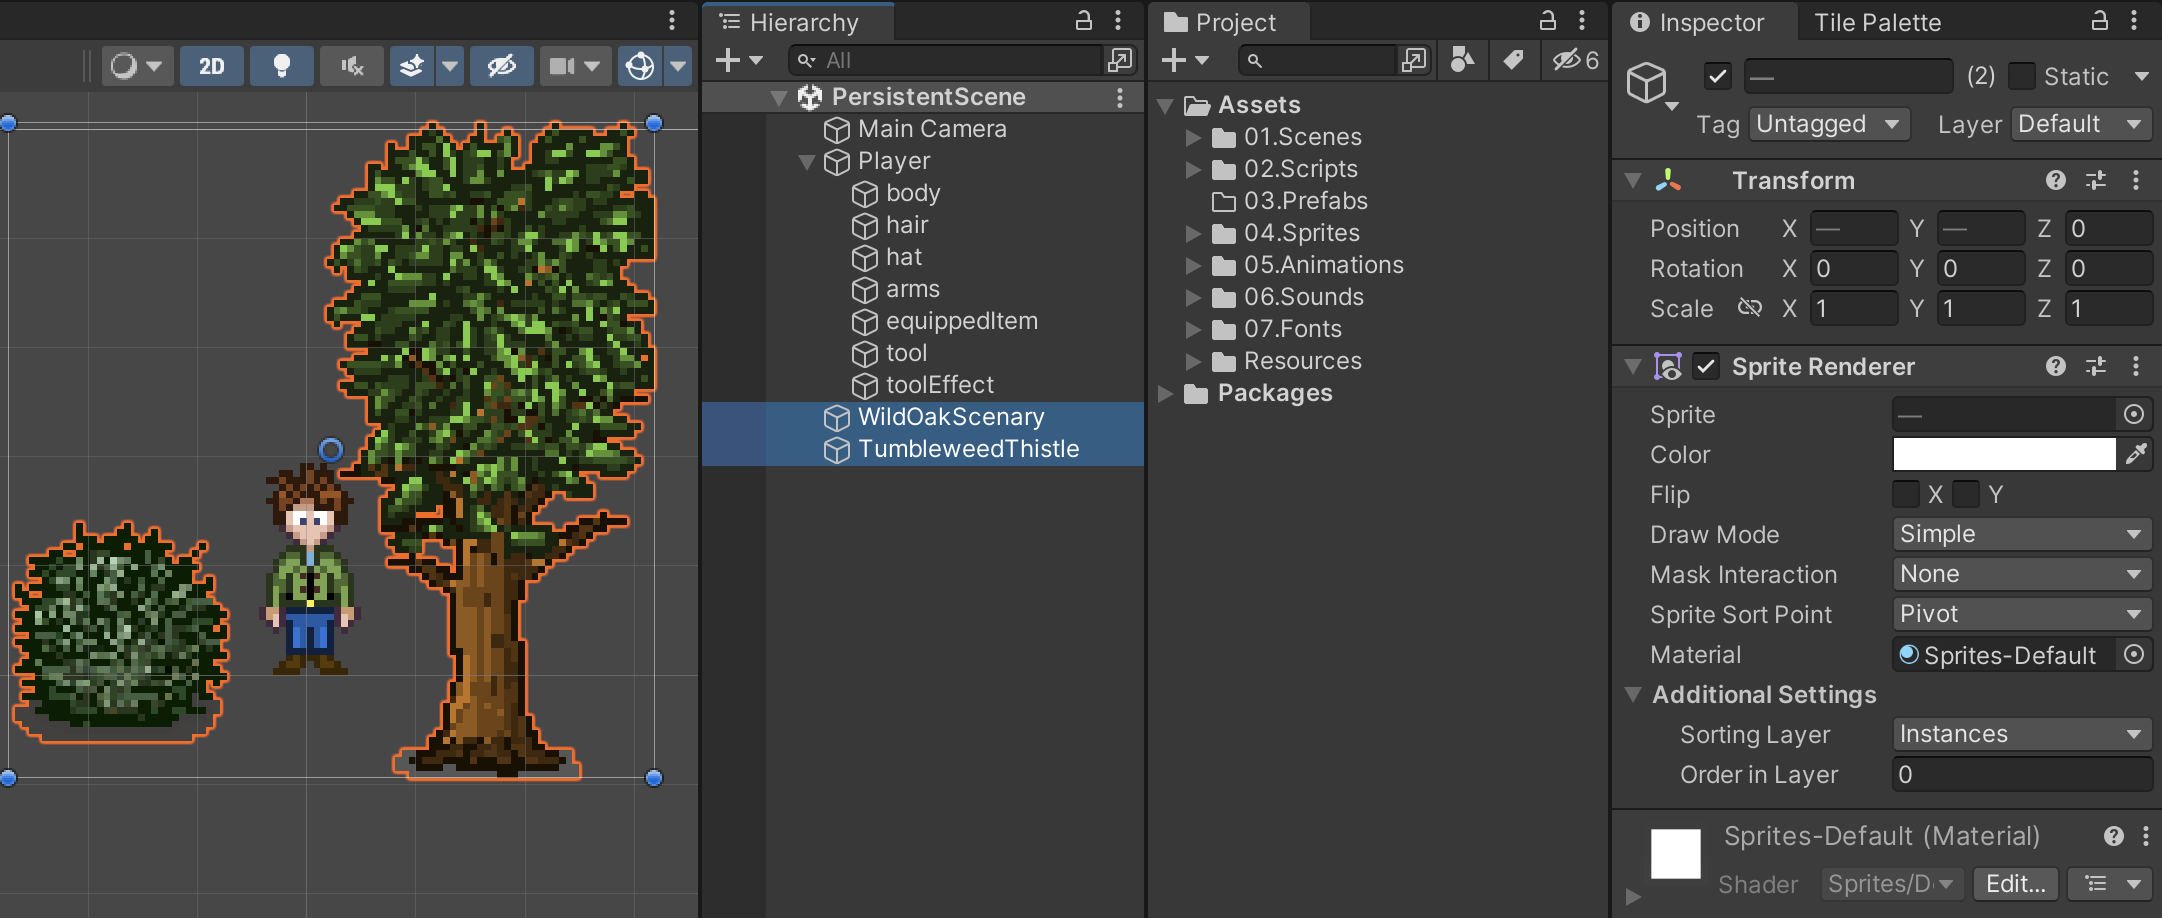 2D
Hierarchy
All
PersistentScene
Main Camera
Player
body
hair
hat
arms
equippedItem
tool
toolEffect
WildOakScenary
TumbleweedThistle
Project
6
Assets
01.Scenes
02.Scripts
03.Prefabs
04.Sprites
05.Animations
06.Sounds
07.Fonts
Resources
Packages
Inspector Tile Palette
— (2) Static
Tag Untagged Layer Default
Transform
Position X — Y — Z 0
Rotation X 0 Y 0 Z 0
Scale X 1 Y 1 Z 1
Sprite Renderer
Sprite —
Color
Flip X Y
Draw Mode Simple
Mask Interaction None
Sprite Sort Point Pivot
Material Sprites-Default
Additional Settings
Sorting Layer Instances
Order in Layer 0
Sprites-Default (Material)
Shader Sprites/D Edit...